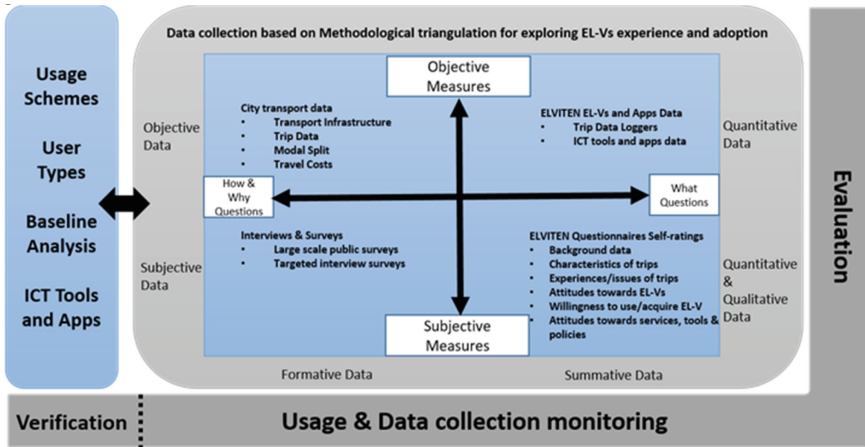 Data collection based on Methodological triangulation for exploring EL-Vs experience and adoption
Usage
Schemes
User
Types
Baseline
Analysis
ICT Tools
and Apps
Objective
Measures
Objective
Data
City transport data
• Transport Infrastructure
• Trip Data
• Modal Split
• Travel Costs
ELVITEN EL-Vs and Apps Data
• Trip Data Loggers
• ICT tools and apps data
Quantitative
Data
How &
Why
Questions
What
Questions
Subjective
Data
Interviews & Surveys
• Large scale public surveys
• Targeted interview surveys
ELVITEN Questionnaires Self-ratings
• Background data
• Characteristics of trips
• Experiences/issues of trips
• Attitudes towards EL-Vs
• Willingness to use/acquire EL-V
• Attitudes towards services, tools &
policies
Quantitative
&
Qualitative
Data
Subjective
Measures
Formative Data
Summative Data
Evaluation
Verification
Usage & Data collection monitoring